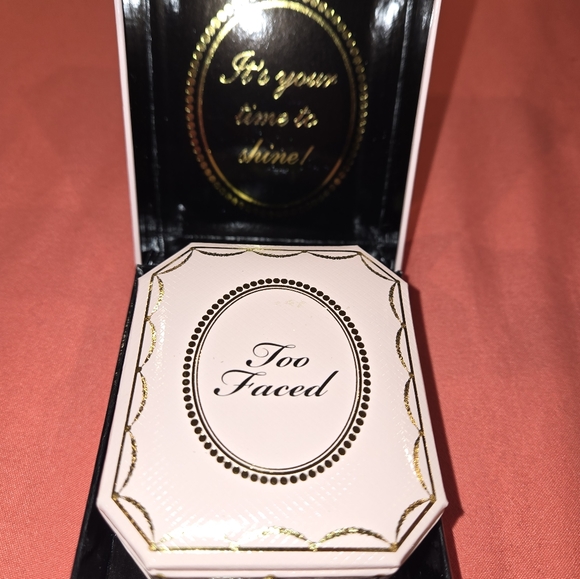 It's your
time to
shine!
Too
Faced